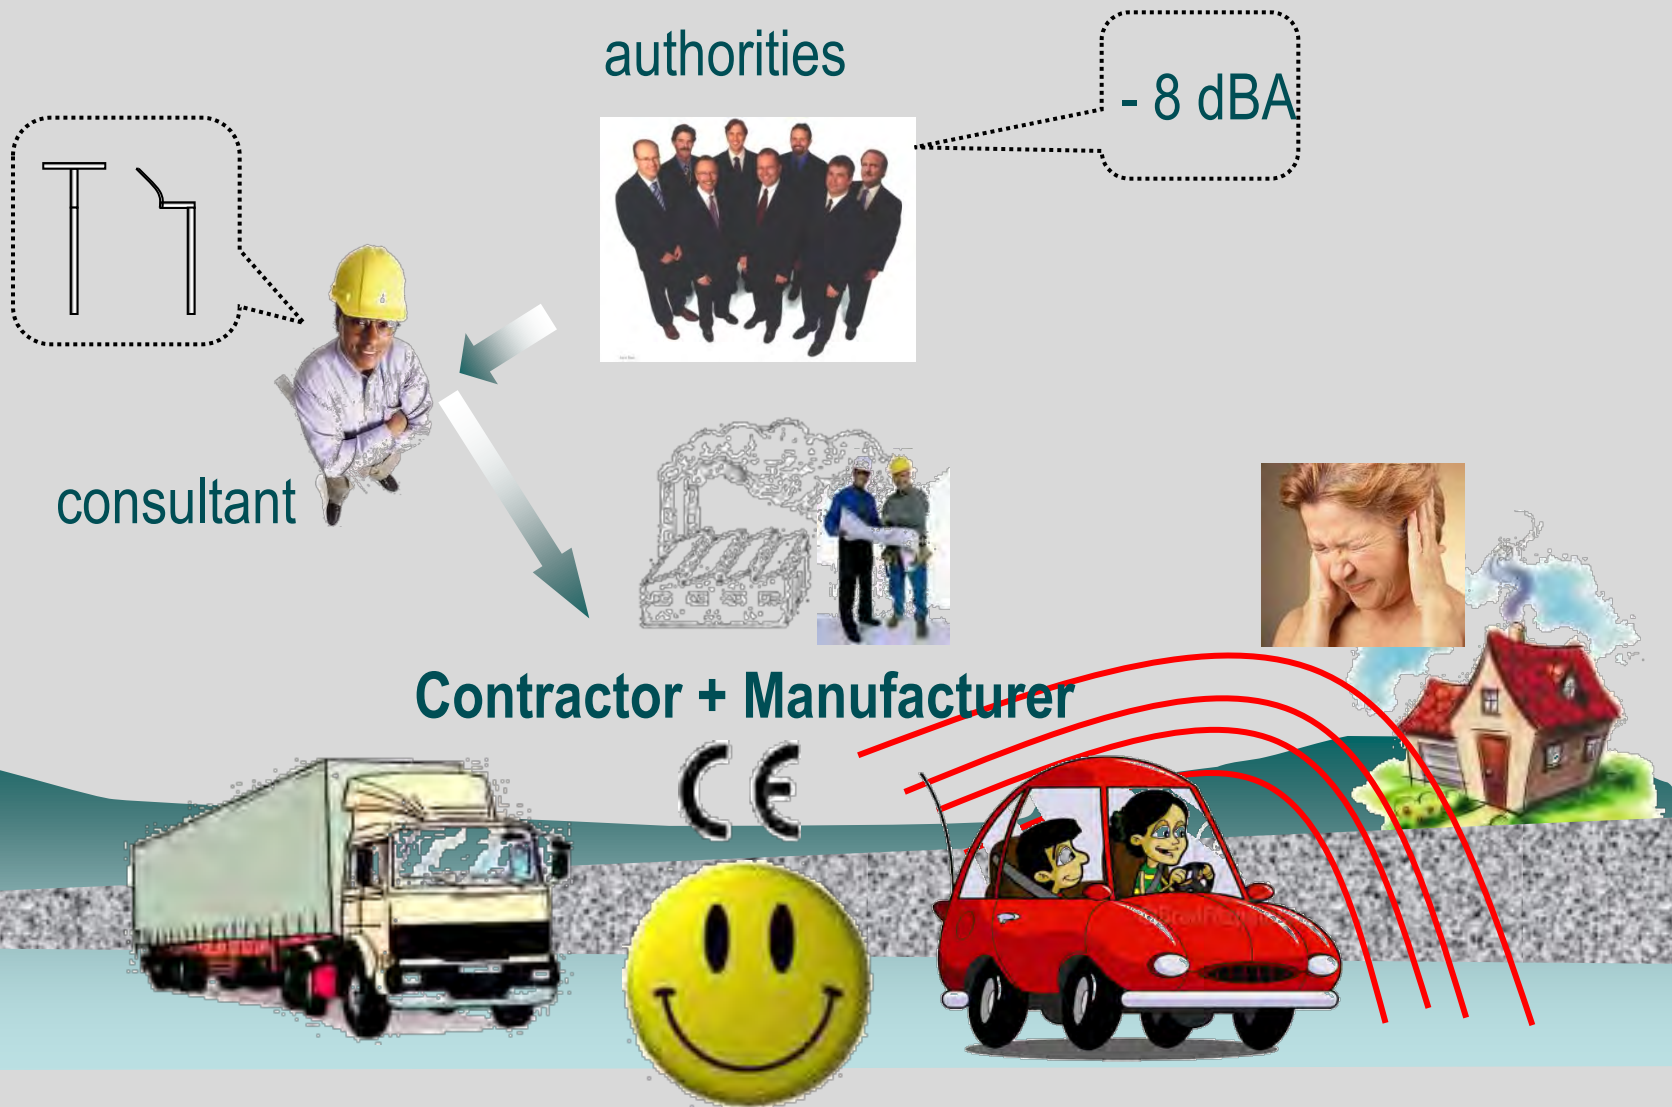 authorities
- 8 dBA
consultant
Contractor + Manufacturer
CE